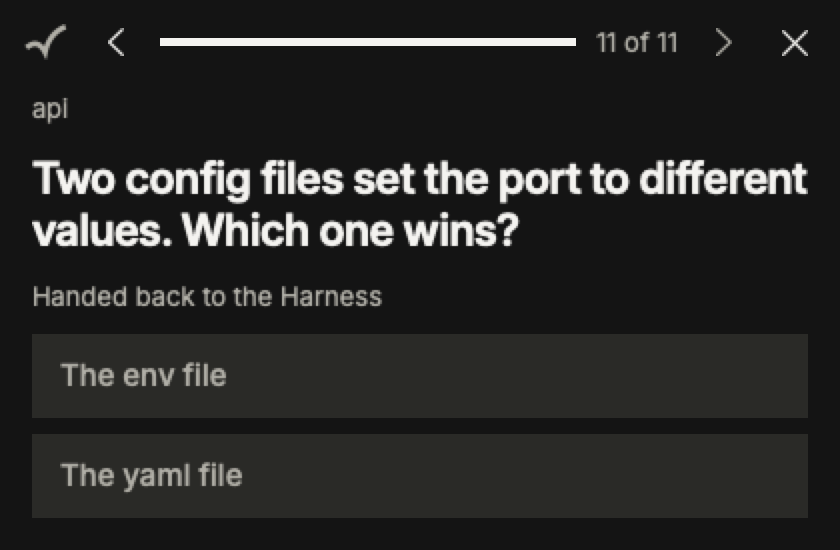 11 of 11
api
Two config files set the port to different
values. Which one wins?
Handed back to the Harness
The env file
The yaml file